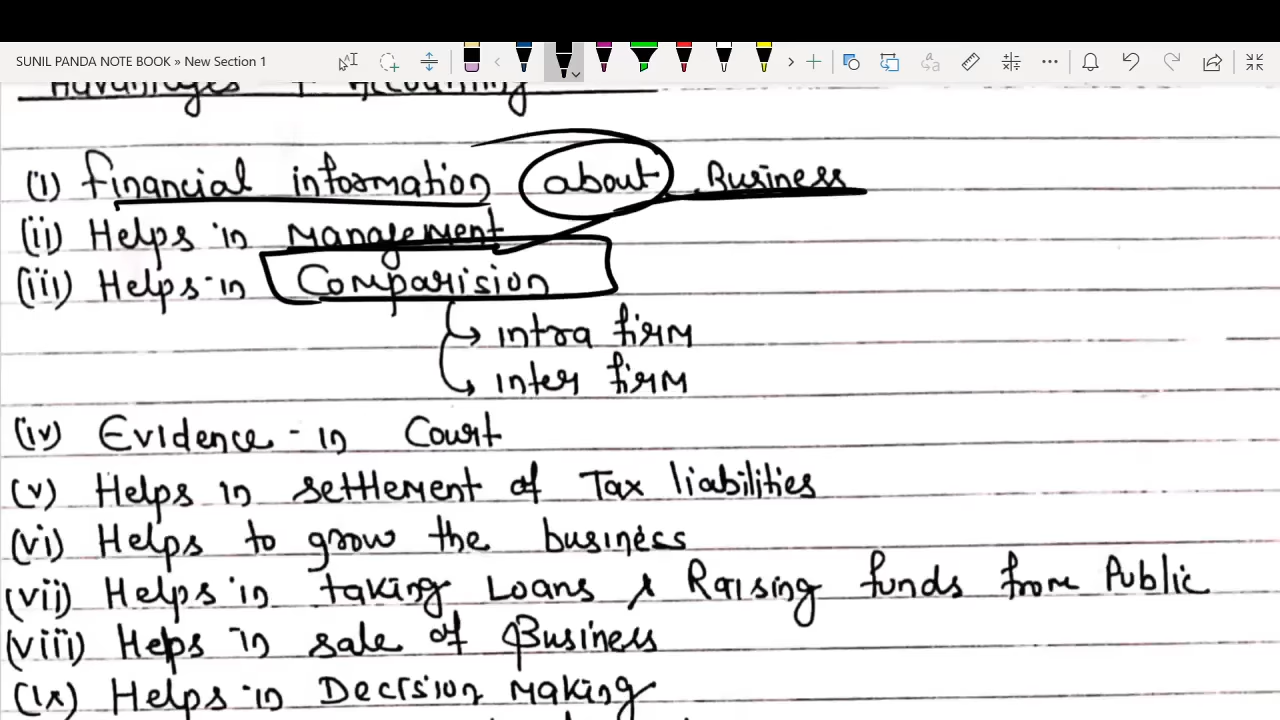 SUNIL PANDA NOTE BOOK » New Section 1
Advantages of Accounting
(i) Financial information about Business
(ii) Helps in management
(iii) Helps in Comparision
→ intra firm
→ inter firm
(iv) Evidence in Court
(v) Helps in settlement of Tax liabilities
(vi) Helps to grow the business
(vii) Helps in taking Loans & Raising funds from Public
(viii) Heps in sale of Business
(ix) Helps in Decision Making